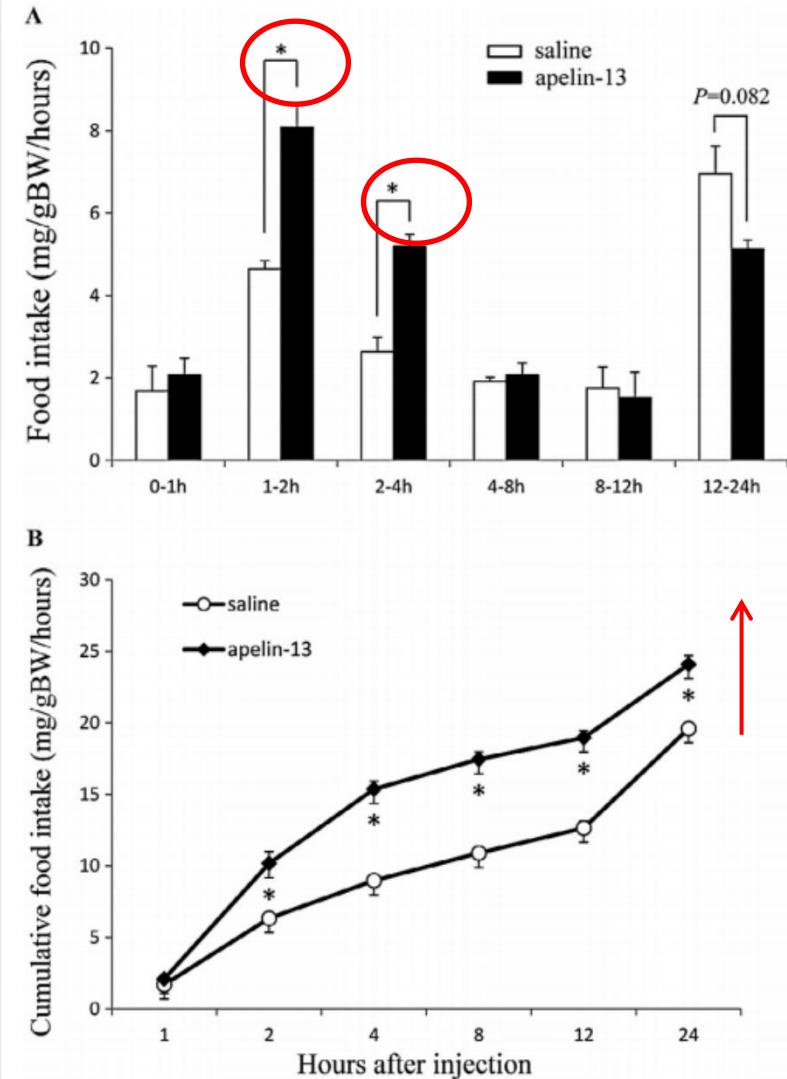 A
Food intake (mg/gBW/hours)
10
8
6
4
2
0
saline
apelin-13
*
*
P=0.082
0-1h 1-2h 2-4h 4-8h 8-12h 12-24h
B
Cumulative food intake (mg/gBW/hours)
30
25
20
15
10
5
0
saline
apelin-13
* * * * *
1 2 4 8 12 24
Hours after injection